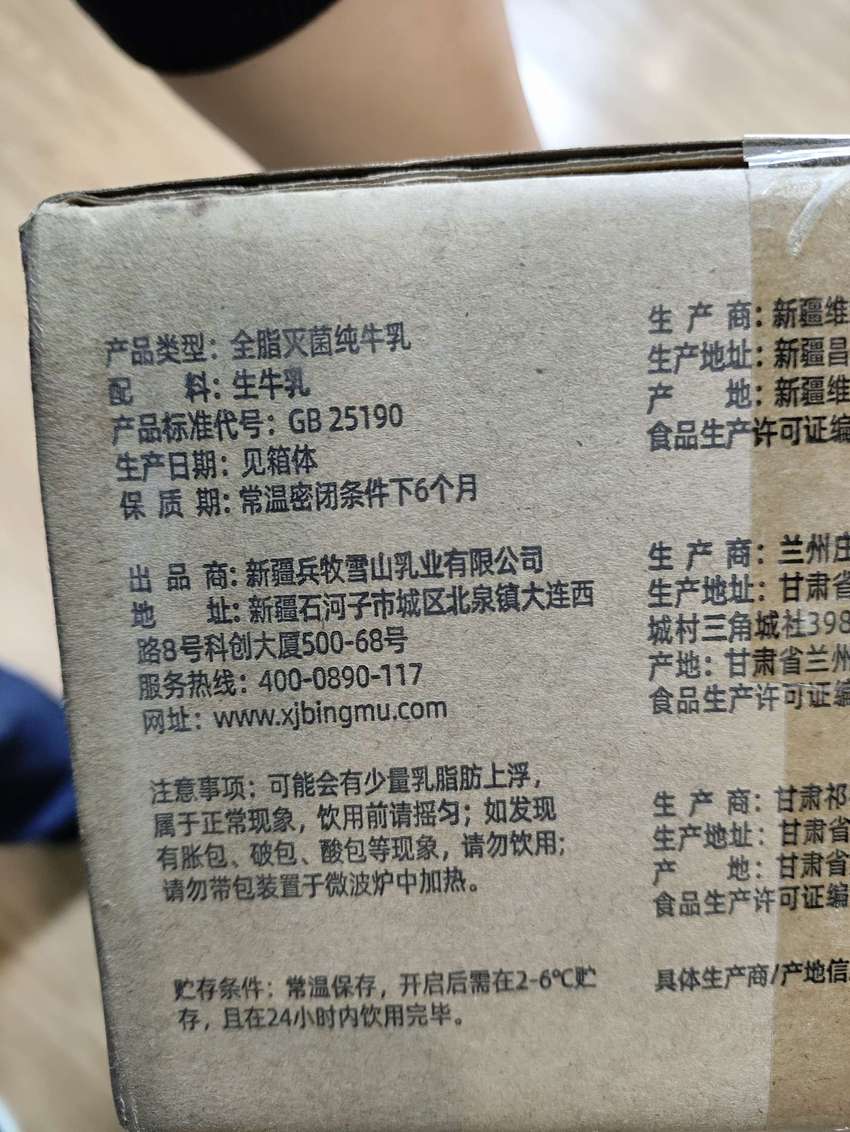 产品类型：全脂灭菌纯牛乳
配料：生牛乳
产品标准代号：GB 25190
生产日期：见箱体
保质期：常温密闭条件下6个月
出品商：新疆兵牧雪山乳业有限公司
地址：新疆石河子市城区北泉镇大连西
路8号科创大厦500-68号
服务热线：400-0890-117
网址：www.xjbingmu.com
注意事项：可能会有少量乳脂肪上浮，
属于正常现象，饮用前请摇匀；如发现
有胀包、破包、酸包等现象，请勿饮用；
请勿带包装置于微波炉中加热。
贮存条件：常温保存，开启后需在2-6℃贮
存，且在24小时内饮用完毕。
生产商：新疆维
生产地址：新疆昌
产地：新疆维
食品生产许可证编
生产商：兰州庄
生产地址：甘肃省
城村三角城社398
产地：甘肃省兰州
食品生产许可证编
生产商：甘肃祁
生产地址：甘肃省
产地：甘肃省
食品生产许可证编
具体生产商/产地信